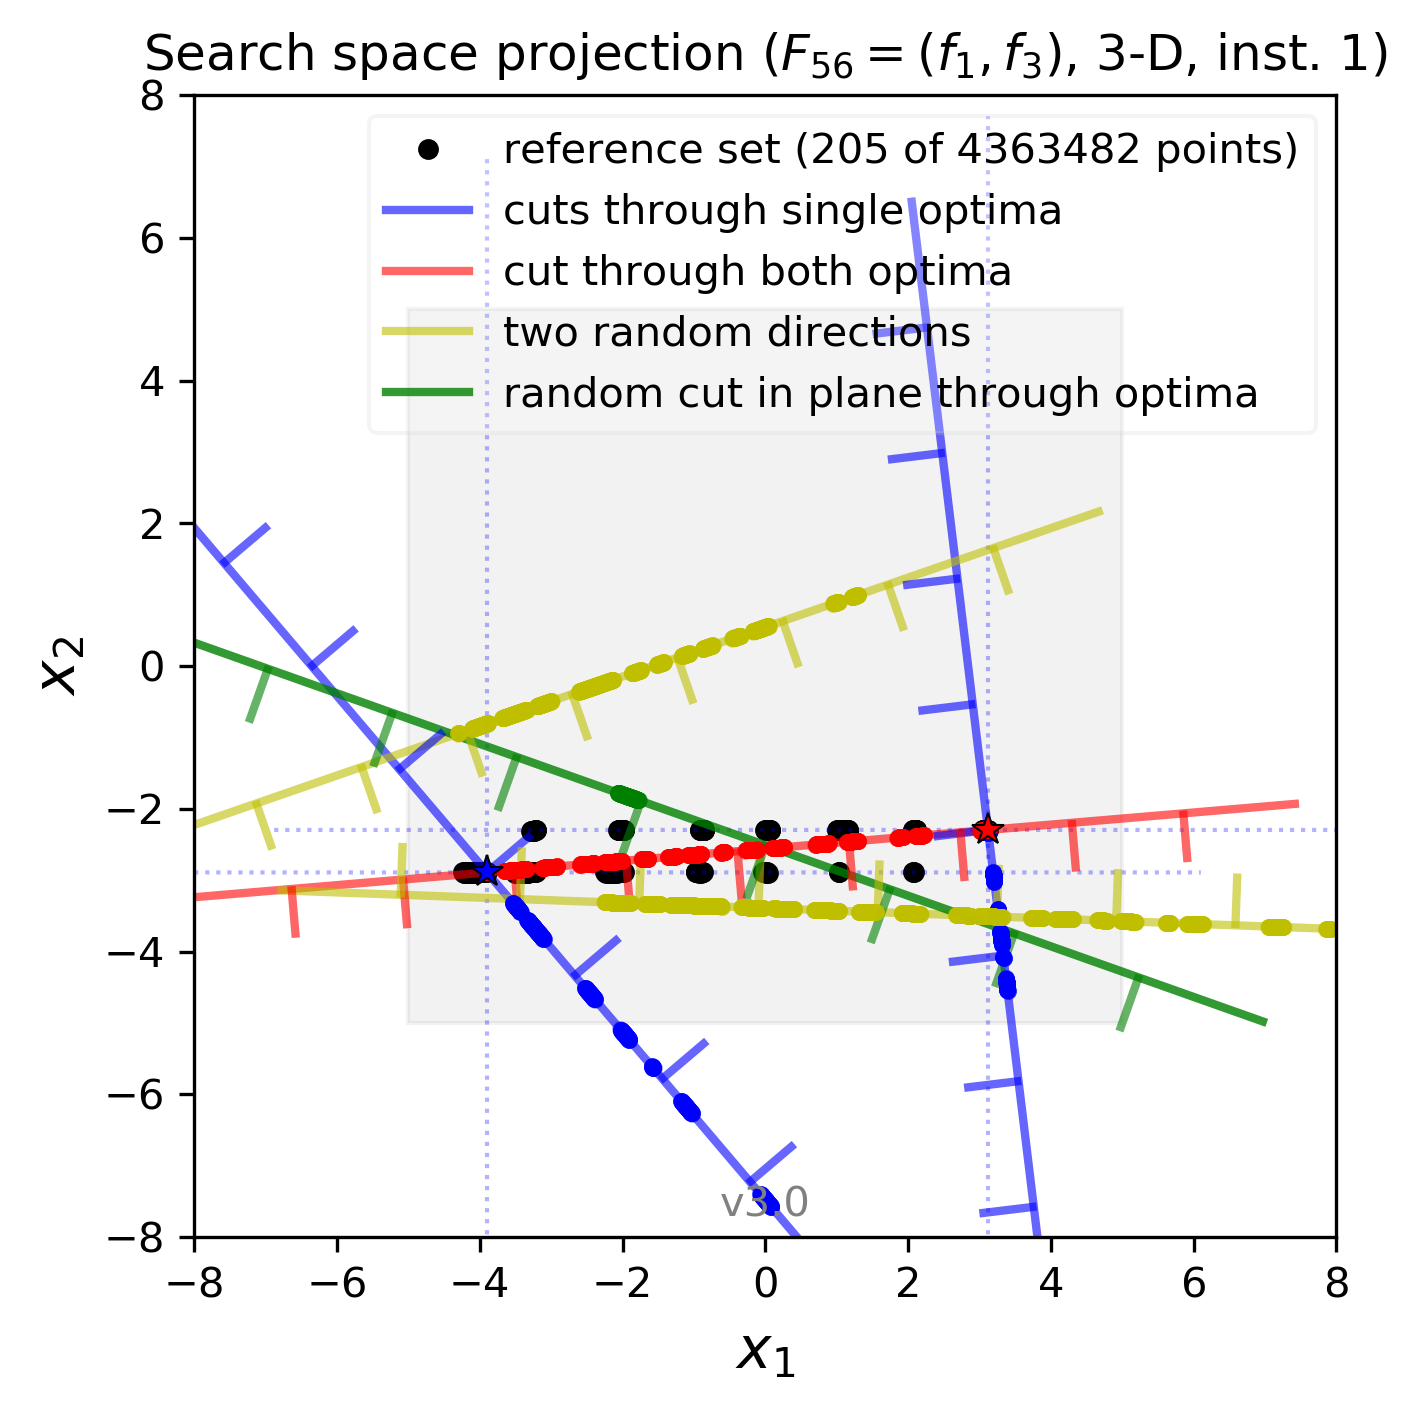 Search space projection (F₅₆ = (f₁, f₃), 3-D, inst. 1)
8
6
4
2
0
−2
−4
−6
−8
x₂
reference set (205 of 4363482 points)
cuts through single optima
cut through both optima
two random directions
random cut in plane through optima
v3.0
−8 −6 −4 −2 0 2 4 6 8
x₁